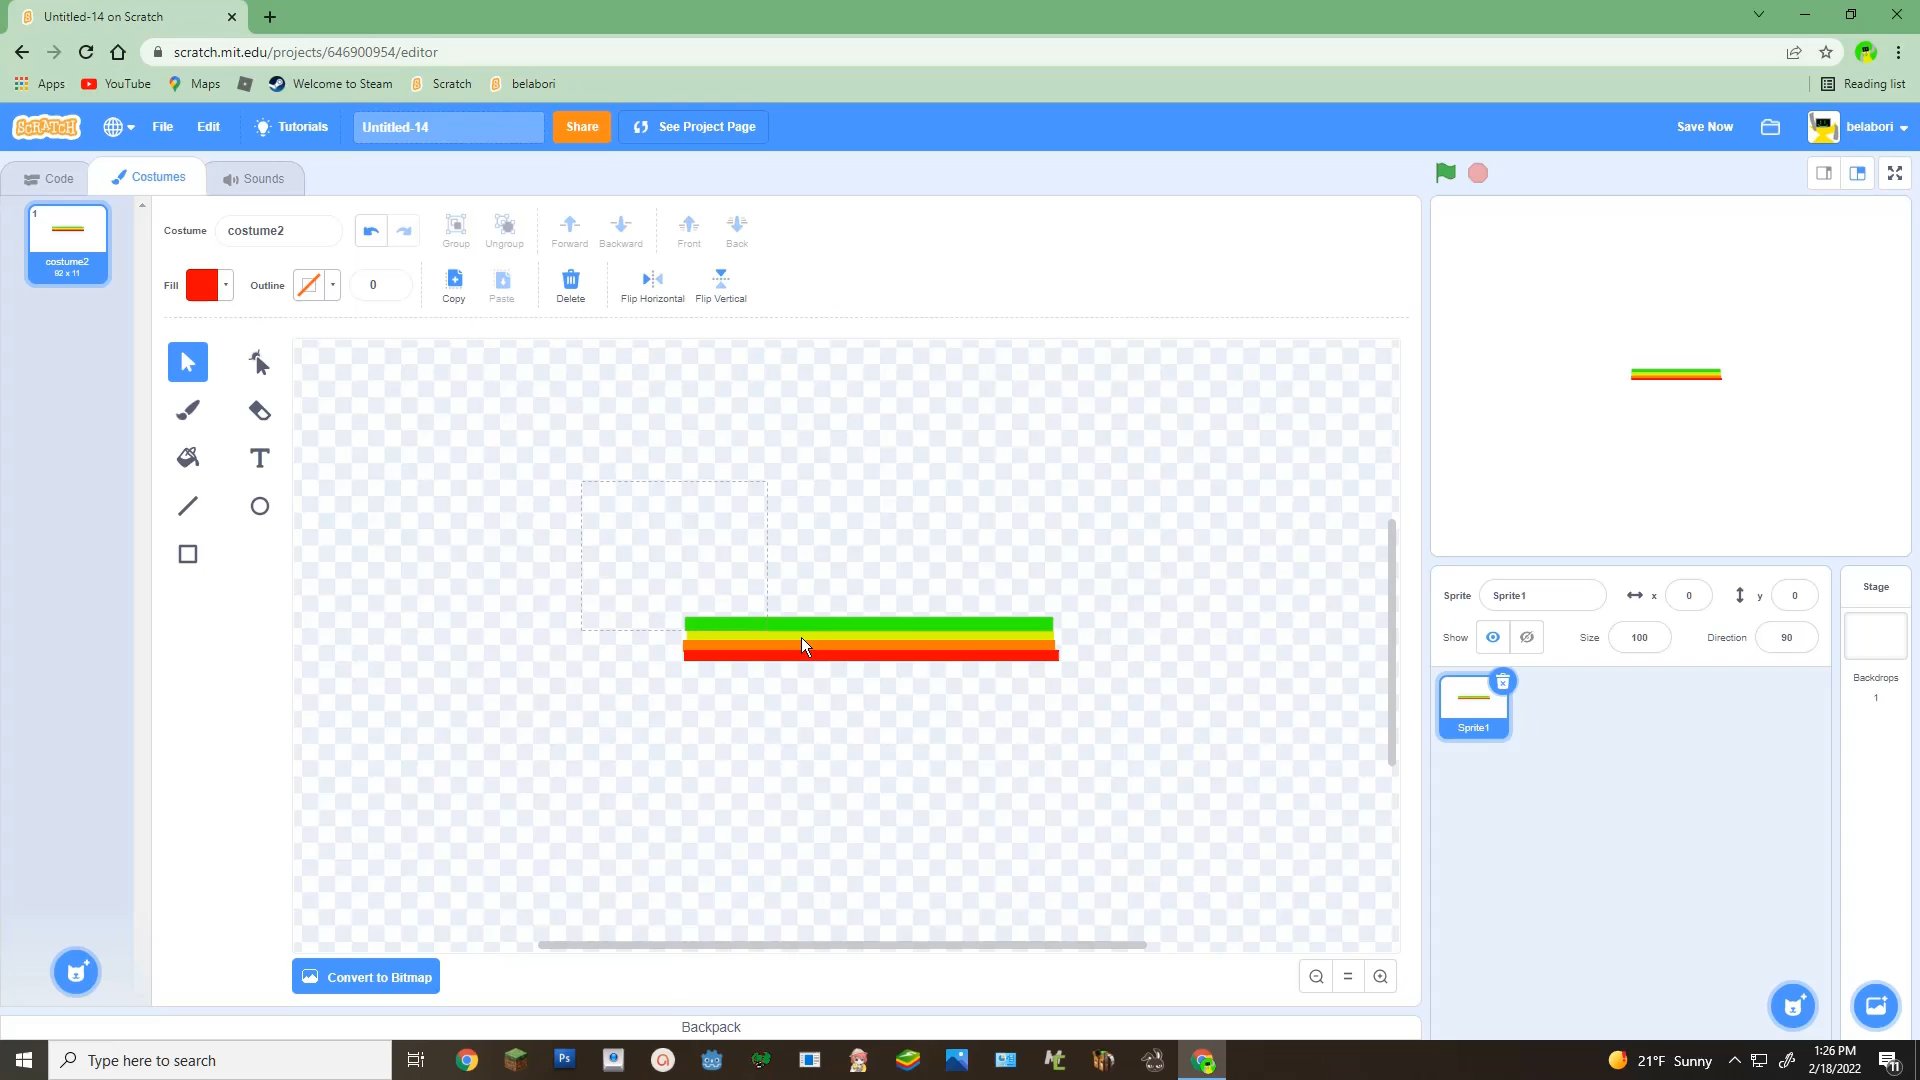 Untitled-14 on Scratch
scratch.mit.edu/projects/646900954/editor
Apps YouTube Maps Welcome to Steam Scratch belabori Reading list
SCRATCH File Edit Tutorials Untitled-14 Share See Project Page Save Now belabori
Code Costumes Sounds
1
costume2
92 x 11
Costume costume2 Group Ungroup Forward Backward Front Back
Fill Outline 0 Copy Paste Delete Flip Horizontal Flip Vertical
T
Convert to Bitmap
=
Backpack
Sprite Sprite1 x 0 y 0
Show Size 100 Direction 90
Sprite1
Stage
Backdrops
1
Type here to search
Ps
21°F Sunny
1:26 PM
2/18/2022
11